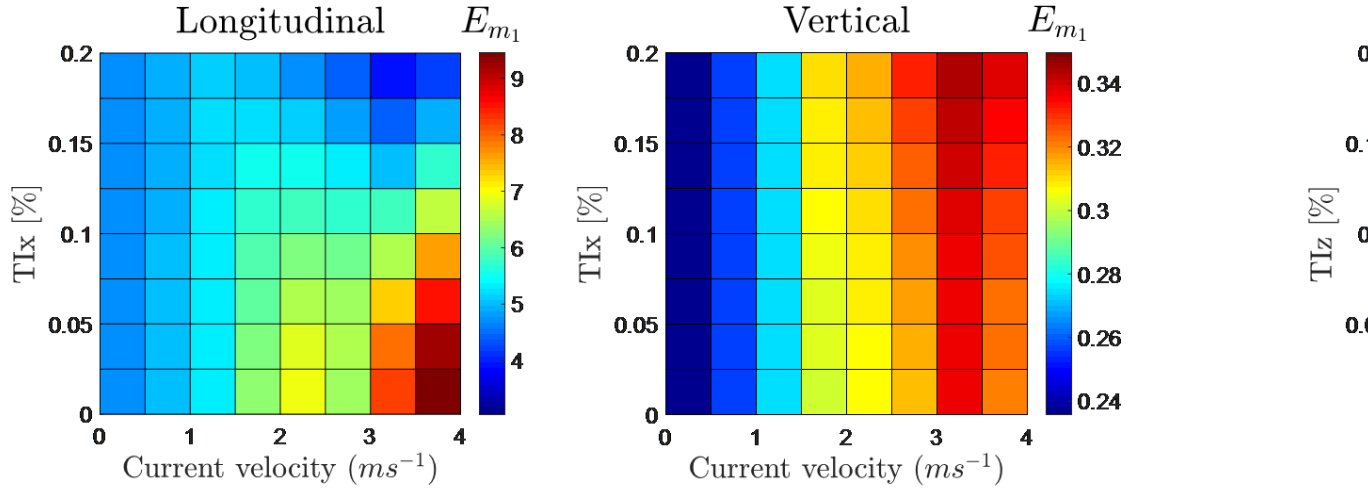 Longitudinal
E_{m_1}
0.2
0.15
0.1
0.05
0
TIx [%]
0 1 2 3 4
Current velocity (ms^{-1})
9
8
7
6
5
4
Vertical
E_{m_1}
0.2
0.15
0.1
0.05
0
TIx [%]
0 1 2 3 4
Current velocity (ms^{-1})
0.34
0.32
0.3
0.28
0.26
0.24
TIz [%]